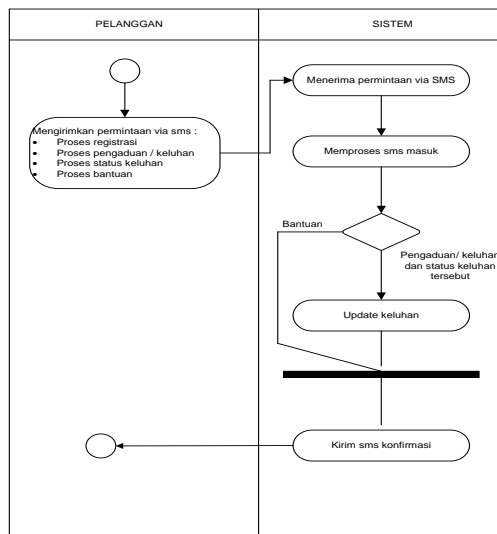 PELANGGAN
SISTEM
Mengirimkan permintaan via sms :
• Proses registrasi
• Proses pengaduan / keluhan
• Proses status keluhan
• Proses bantuan
Menerima permintaan via SMS
Memproses sms masuk
Bantuan
Pengaduan/ keluhan
dan status keluhan
tersebut
Update keluhan
Kirim sms konfirmasi